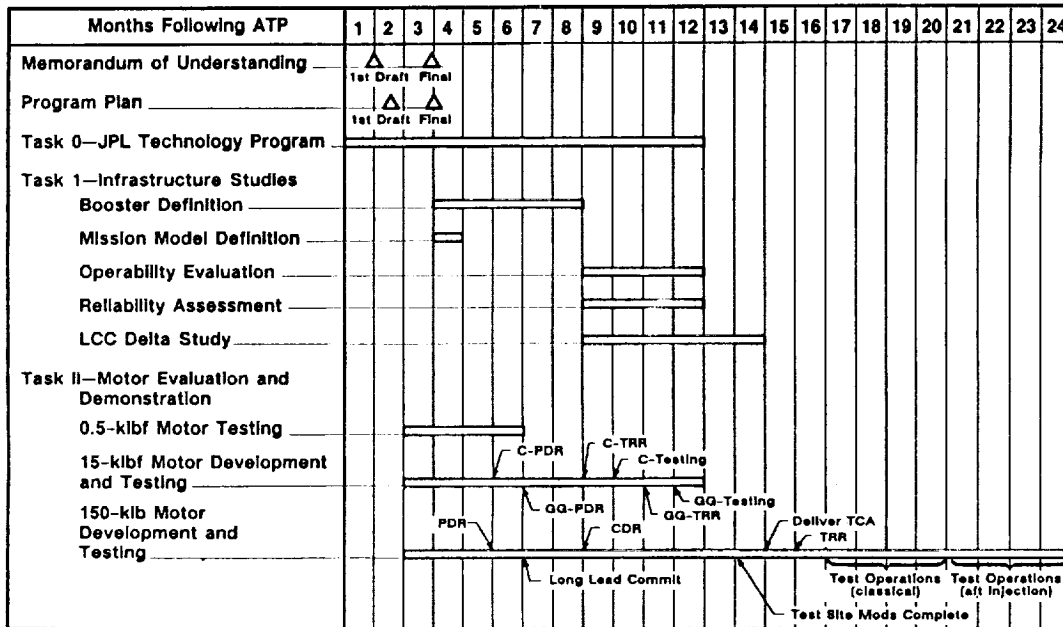 Months Following ATP 1 2 3 4 5 6 7 8 9 10 11 12 13 14 15 16 17 18 19 20 21 22 23 24
Memorandum of Understanding
1st Draft Final
Program Plan
1st Draft Final
Task 0—JPL Technology Program
Task 1—Infrastructure Studies
Booster Definition
Mission Model Definition
Operability Evaluation
Reliability Assessment
LCC Delta Study
Task II—Motor Evaluation and
Demonstration
0.5-klbf Motor Testing
C-PDR C-TRR
C-Testing
15-klbf Motor Development
and Testing
GG-PDR GG-TRR GG-Testing
150-klb Motor
Development and
Testing
PDR CDR Deliver TCA
TRR
Long Lead Commit
Test Site Mods Complete
Test Operations
(classical)
Test Operations
(aft injection)